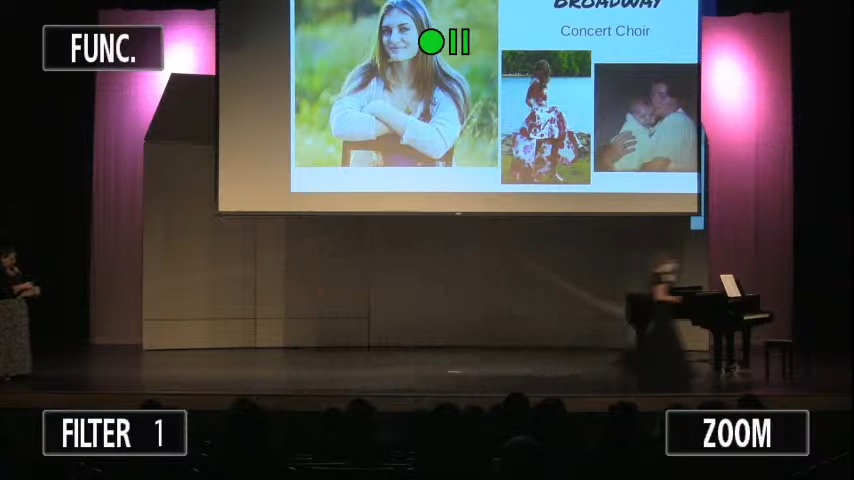 BROADWAY
FUNC.
Concert Choir
FILTER 1
ZOOM